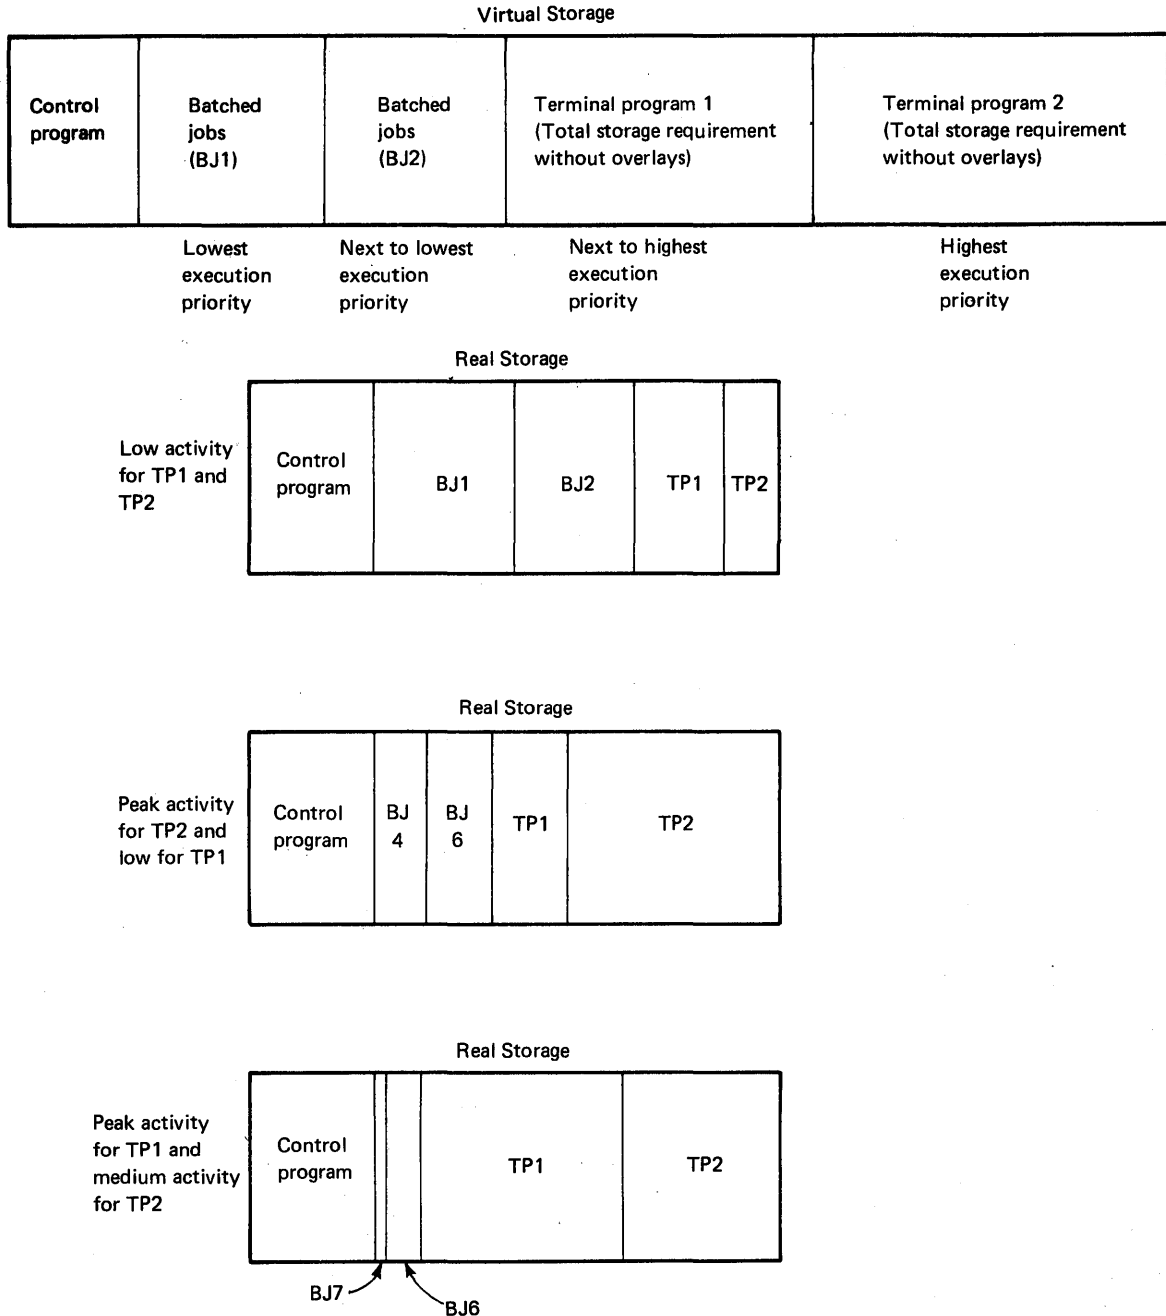 Virtual Storage
Control
program
Batched
jobs
(BJ1)
Batched
jobs
(BJ2)
Terminal program 1
(Total storage requirement
without overlays)
Terminal program 2
(Total storage requirement
without overlays)
Lowest
execution
priority
Next to lowest
execution
priority
Next to highest
execution
priority
Highest
execution
priority
Real Storage
Low activity
for TP1 and
TP2
Control
program
BJ1
BJ2
TP1
TP2
Real Storage
Peak activity
for TP2 and
low for TP1
Control
program
BJ
4
BJ
6
TP1
TP2
Real Storage
Peak activity
for TP1 and
medium activity
for TP2
Control
program
TP1
TP2
BJ7
BJ6